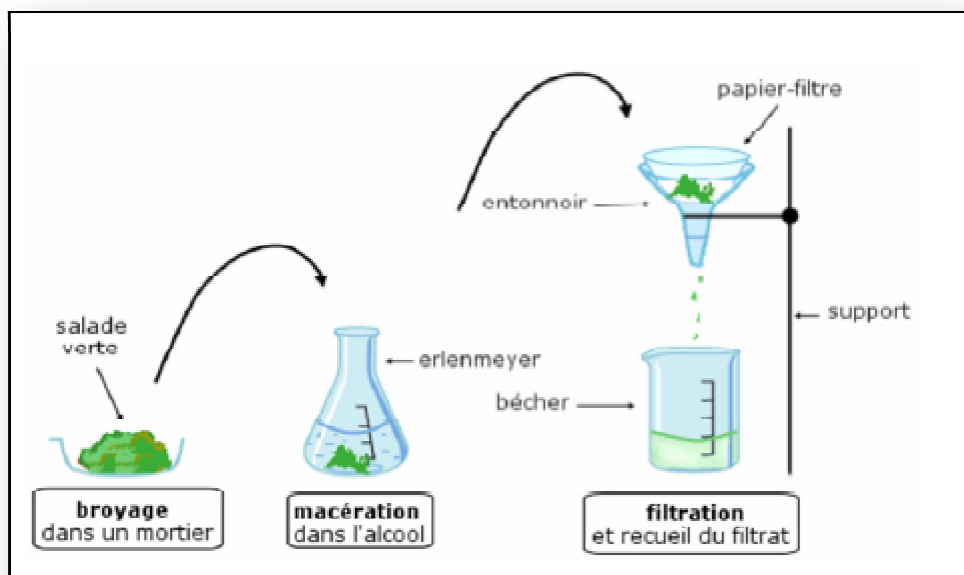 papier-filtre
entonnoir
salade
verte
support
erlenmeyer
bécher
broyage
dans un mortier
macération
dans l'alcool
filtration
et recueil du filtrat